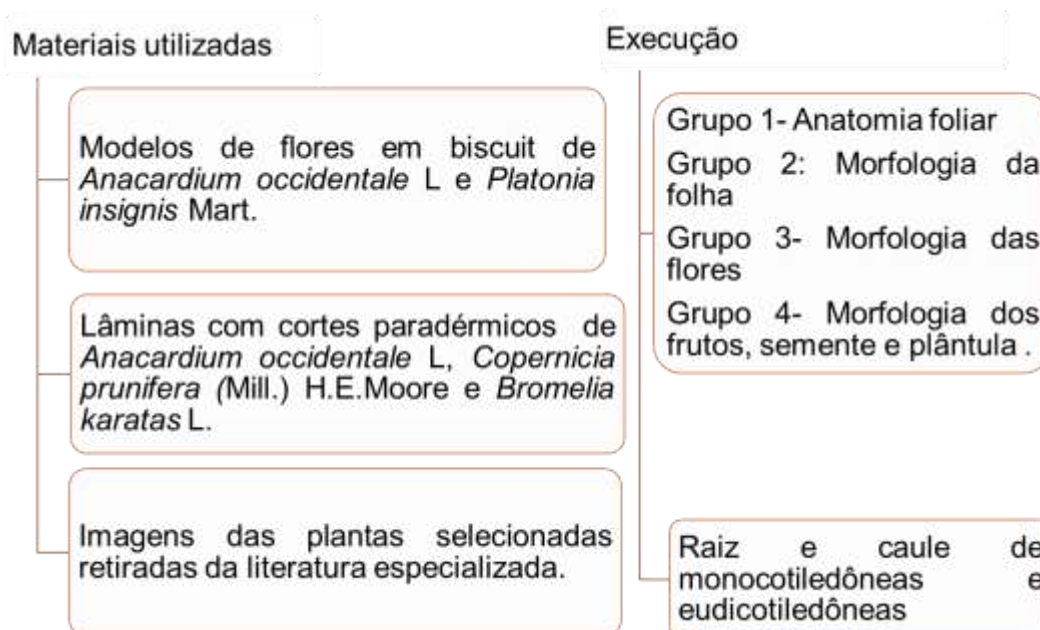 Materiais utilizadas
Modelos de flores em biscuit de
Anacardium occidentale L e Platonia
insignis Mart.
Lâminas com cortes paradérmicos de
Anacardium occidentale L, Copernicia
prunifera (Mill.) H.E.Moore e Bromelia
karatas L.
Imagens das plantas selecionadas
retiradas da literatura especializada.
Execução
Grupo 1- Anatomia foliar
Grupo 2: Morfologia da
folha
Grupo 3- Morfologia das
flores
Grupo 4- Morfologia dos
frutos, semente e plântula .
Raiz e caule de
monocotiledôneas e
eudicotiledôneas